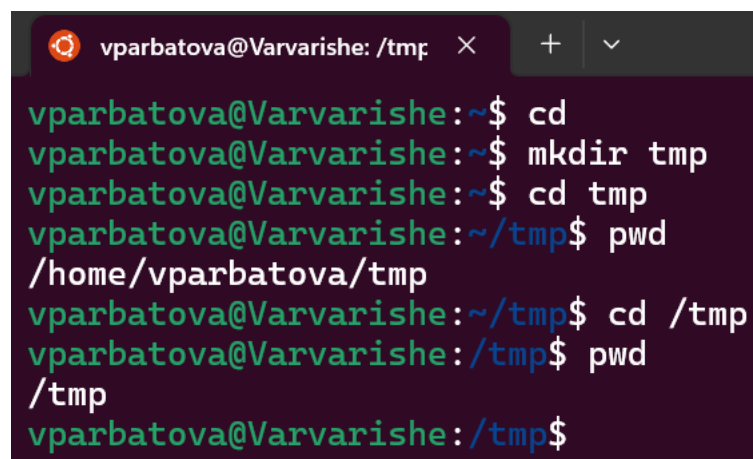 vparbatova@Varvarishe: /tmp
vparbatova@Varvarishe:~$ cd
vparbatova@Varvarishe:~$ mkdir tmp
vparbatova@Varvarishe:~$ cd tmp
vparbatova@Varvarishe:~/tmp$ pwd
/home/vparbatova/tmp
vparbatova@Varvarishe:~/tmp$ cd /tmp
vparbatova@Varvarishe:/tmp$ pwd
/tmp
vparbatova@Varvarishe:/tmp$